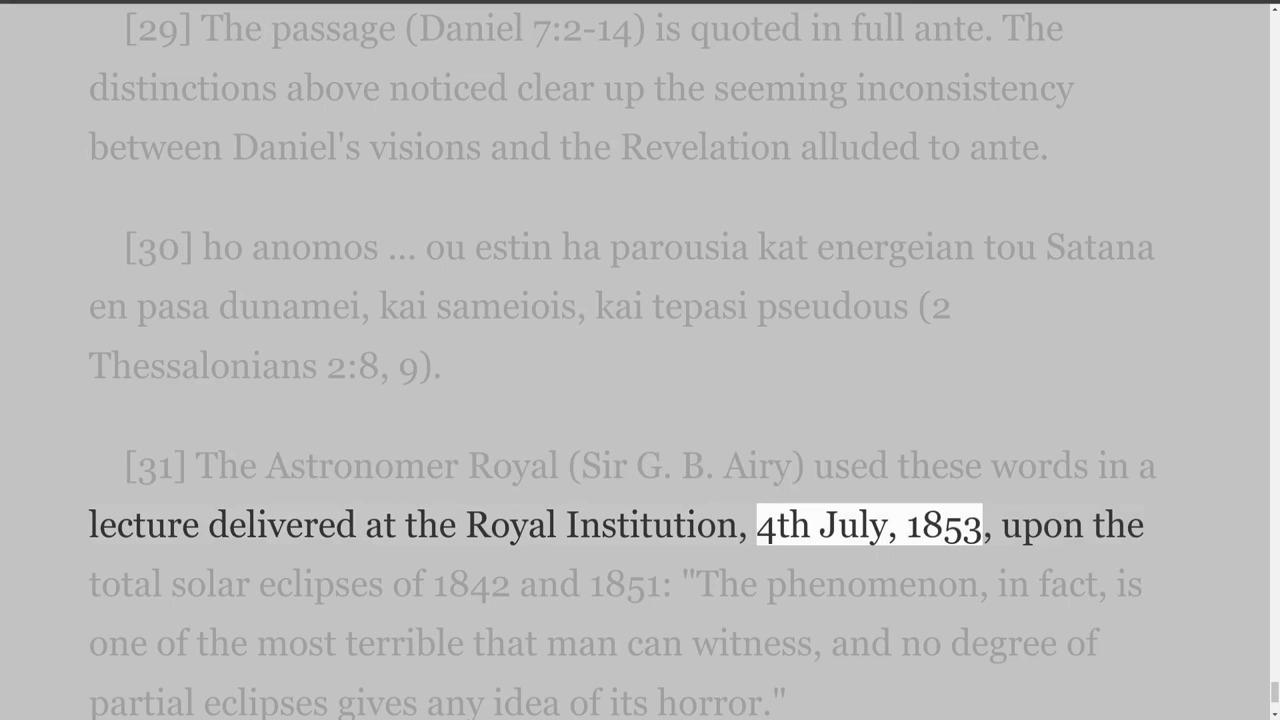 [29] The passage (Daniel 7:2-14) is quoted in full ante. The
distinctions above noticed clear up the seeming inconsistency
between Daniel's visions and the Revelation alluded to ante.
[30] ho anomos ... ou estin ha parousia kat energeian tou Satana
en pasa dunamei, kai sameiois, kai tepasi pseudous (2
Thessalonians 2:8, 9).
[31] The Astronomer Royal (Sir G. B. Airy) used these words in a
lecture delivered at the Royal Institution, 4th July, 1853, upon the
total solar eclipses of 1842 and 1851: "The phenomenon, in fact, is
one of the most terrible that man can witness, and no degree of
partial eclipses gives any idea of its horror."